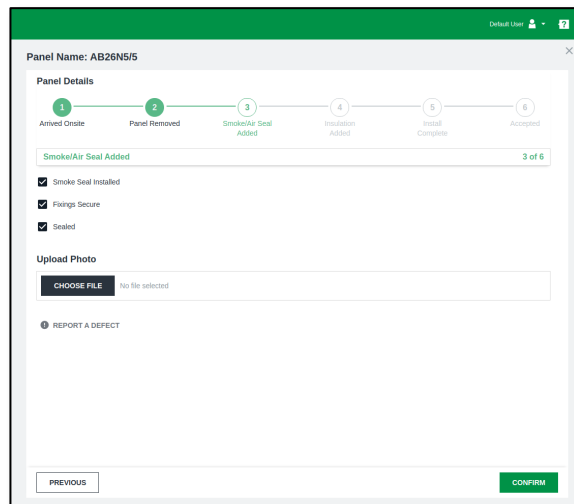 Default User
?
Panel Name: AB26N5/5
×
Panel Details
1 2 3 4 5 6
Arrived Onsite Panel Removed Smoke/Air Seal Added Insulation Added Install Complete Accepted
Smoke/Air Seal Added 3 of 6
Smoke Seal Installed
Fixings Secure
Sealed
Upload Photo
CHOOSE FILE No file selected
! REPORT A DEFECT
PREVIOUS CONFIRM